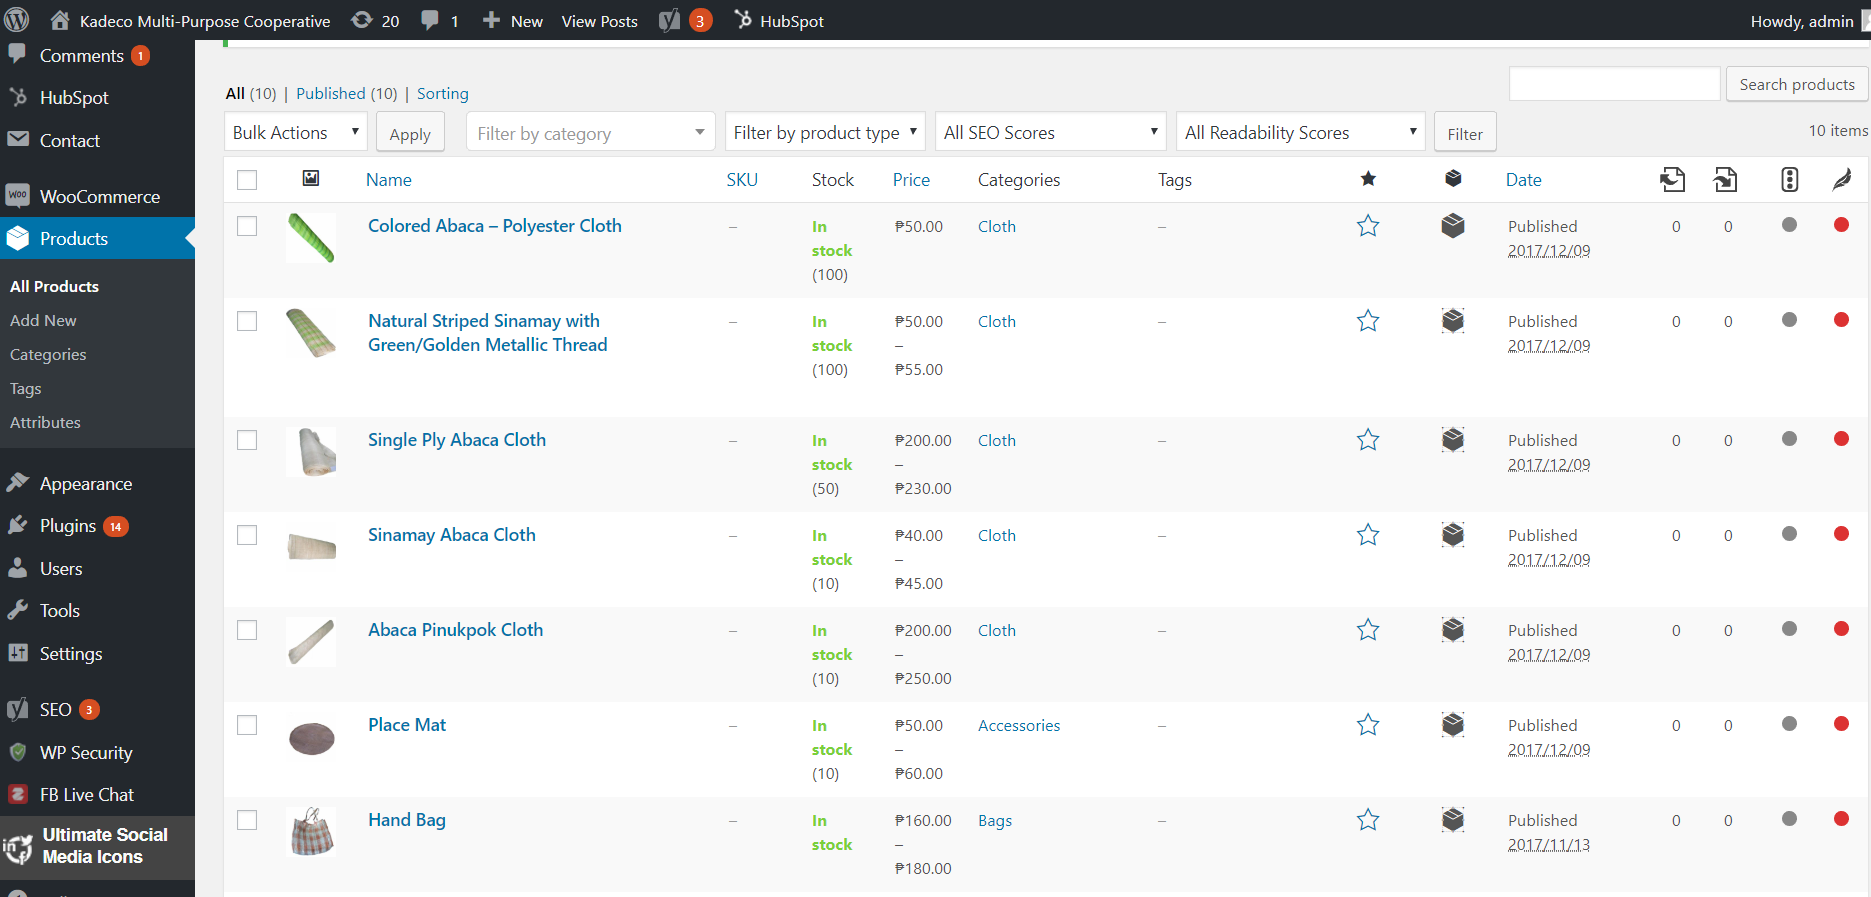 Kadeco Multi-Purpose Cooperative 20 1 New View Posts 3 HubSpot Howdy, admin
Comments 1
HubSpot
Contact
WOO WooCommerce
Products
All Products
Add New
Categories
Tags
Attributes
Appearance
Plugins 14
Users
Tools
Settings
SEO 3
WP Security
FB Live Chat
Ultimate Social
Media Icons
All (10) | Published (10) | Sorting
Search products
Bulk Actions Apply Filter by category Filter by product type All SEO Scores All Readability Scores Filter 10 items
Name SKU Stock Price Categories Tags Date
Colored Abaca – Polyester Cloth – In ₱50.00 Cloth – Published 0 0
stock 2017/12/09
(100)
Natural Striped Sinamay with – In ₱50.00 Cloth – Published 0 0
Green/Golden Metallic Thread stock – 2017/12/09
(100) ₱55.00
Single Ply Abaca Cloth – In ₱200.00 Cloth – Published 0 0
stock – 2017/12/09
(50) ₱230.00
Sinamay Abaca Cloth – In ₱40.00 Cloth – Published 0 0
stock – 2017/12/09
(10) ₱45.00
Abaca Pinukpok Cloth – In ₱200.00 Cloth – Published 0 0
stock – 2017/12/09
(10) ₱250.00
Place Mat – In ₱50.00 Accessories – Published 0 0
stock – 2017/12/09
(10) ₱60.00
Hand Bag – In ₱160.00 Bags – Published 0 0
stock – 2017/11/13
₱180.00